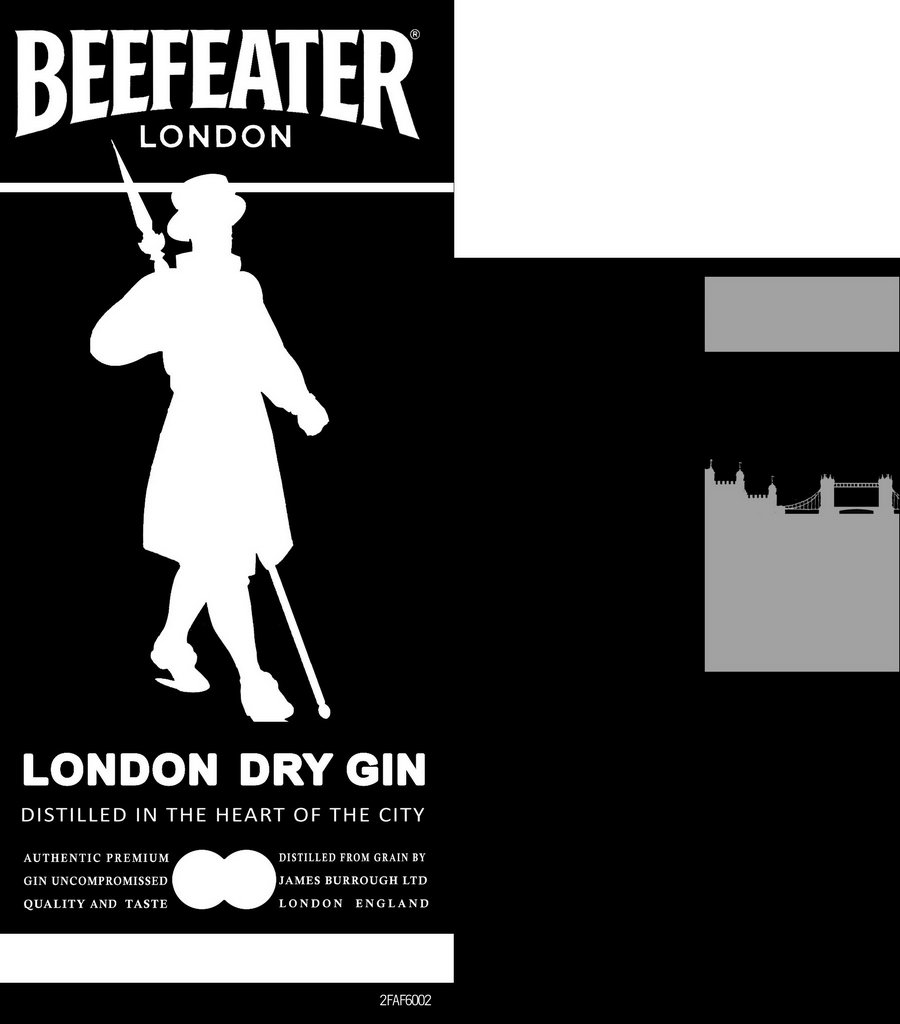 BEEFEATER®
LONDON
LONDON DRY GIN
DISTILLED IN THE HEART OF THE CITY
AUTHENTIC PREMIUM
GIN UNCOMPROMISSED
QUALITY AND TASTE
DISTILLED FROM GRAIN BY
JAMES BURROUGH LTD
LONDON ENGLAND
2FAF6002